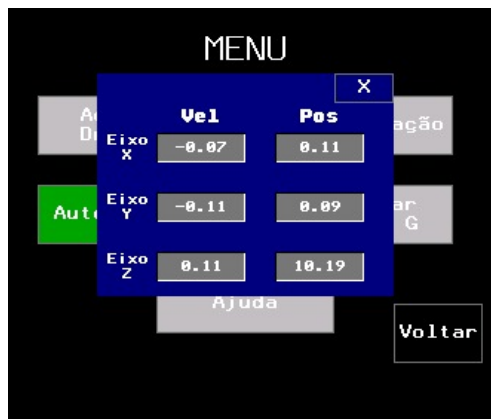 MENU
X
Vel Pos
Eixo X -0.07 0.11
Eixo Y -0.11 0.09
Eixo Z 0.11 10.19
Ajuda
Voltar